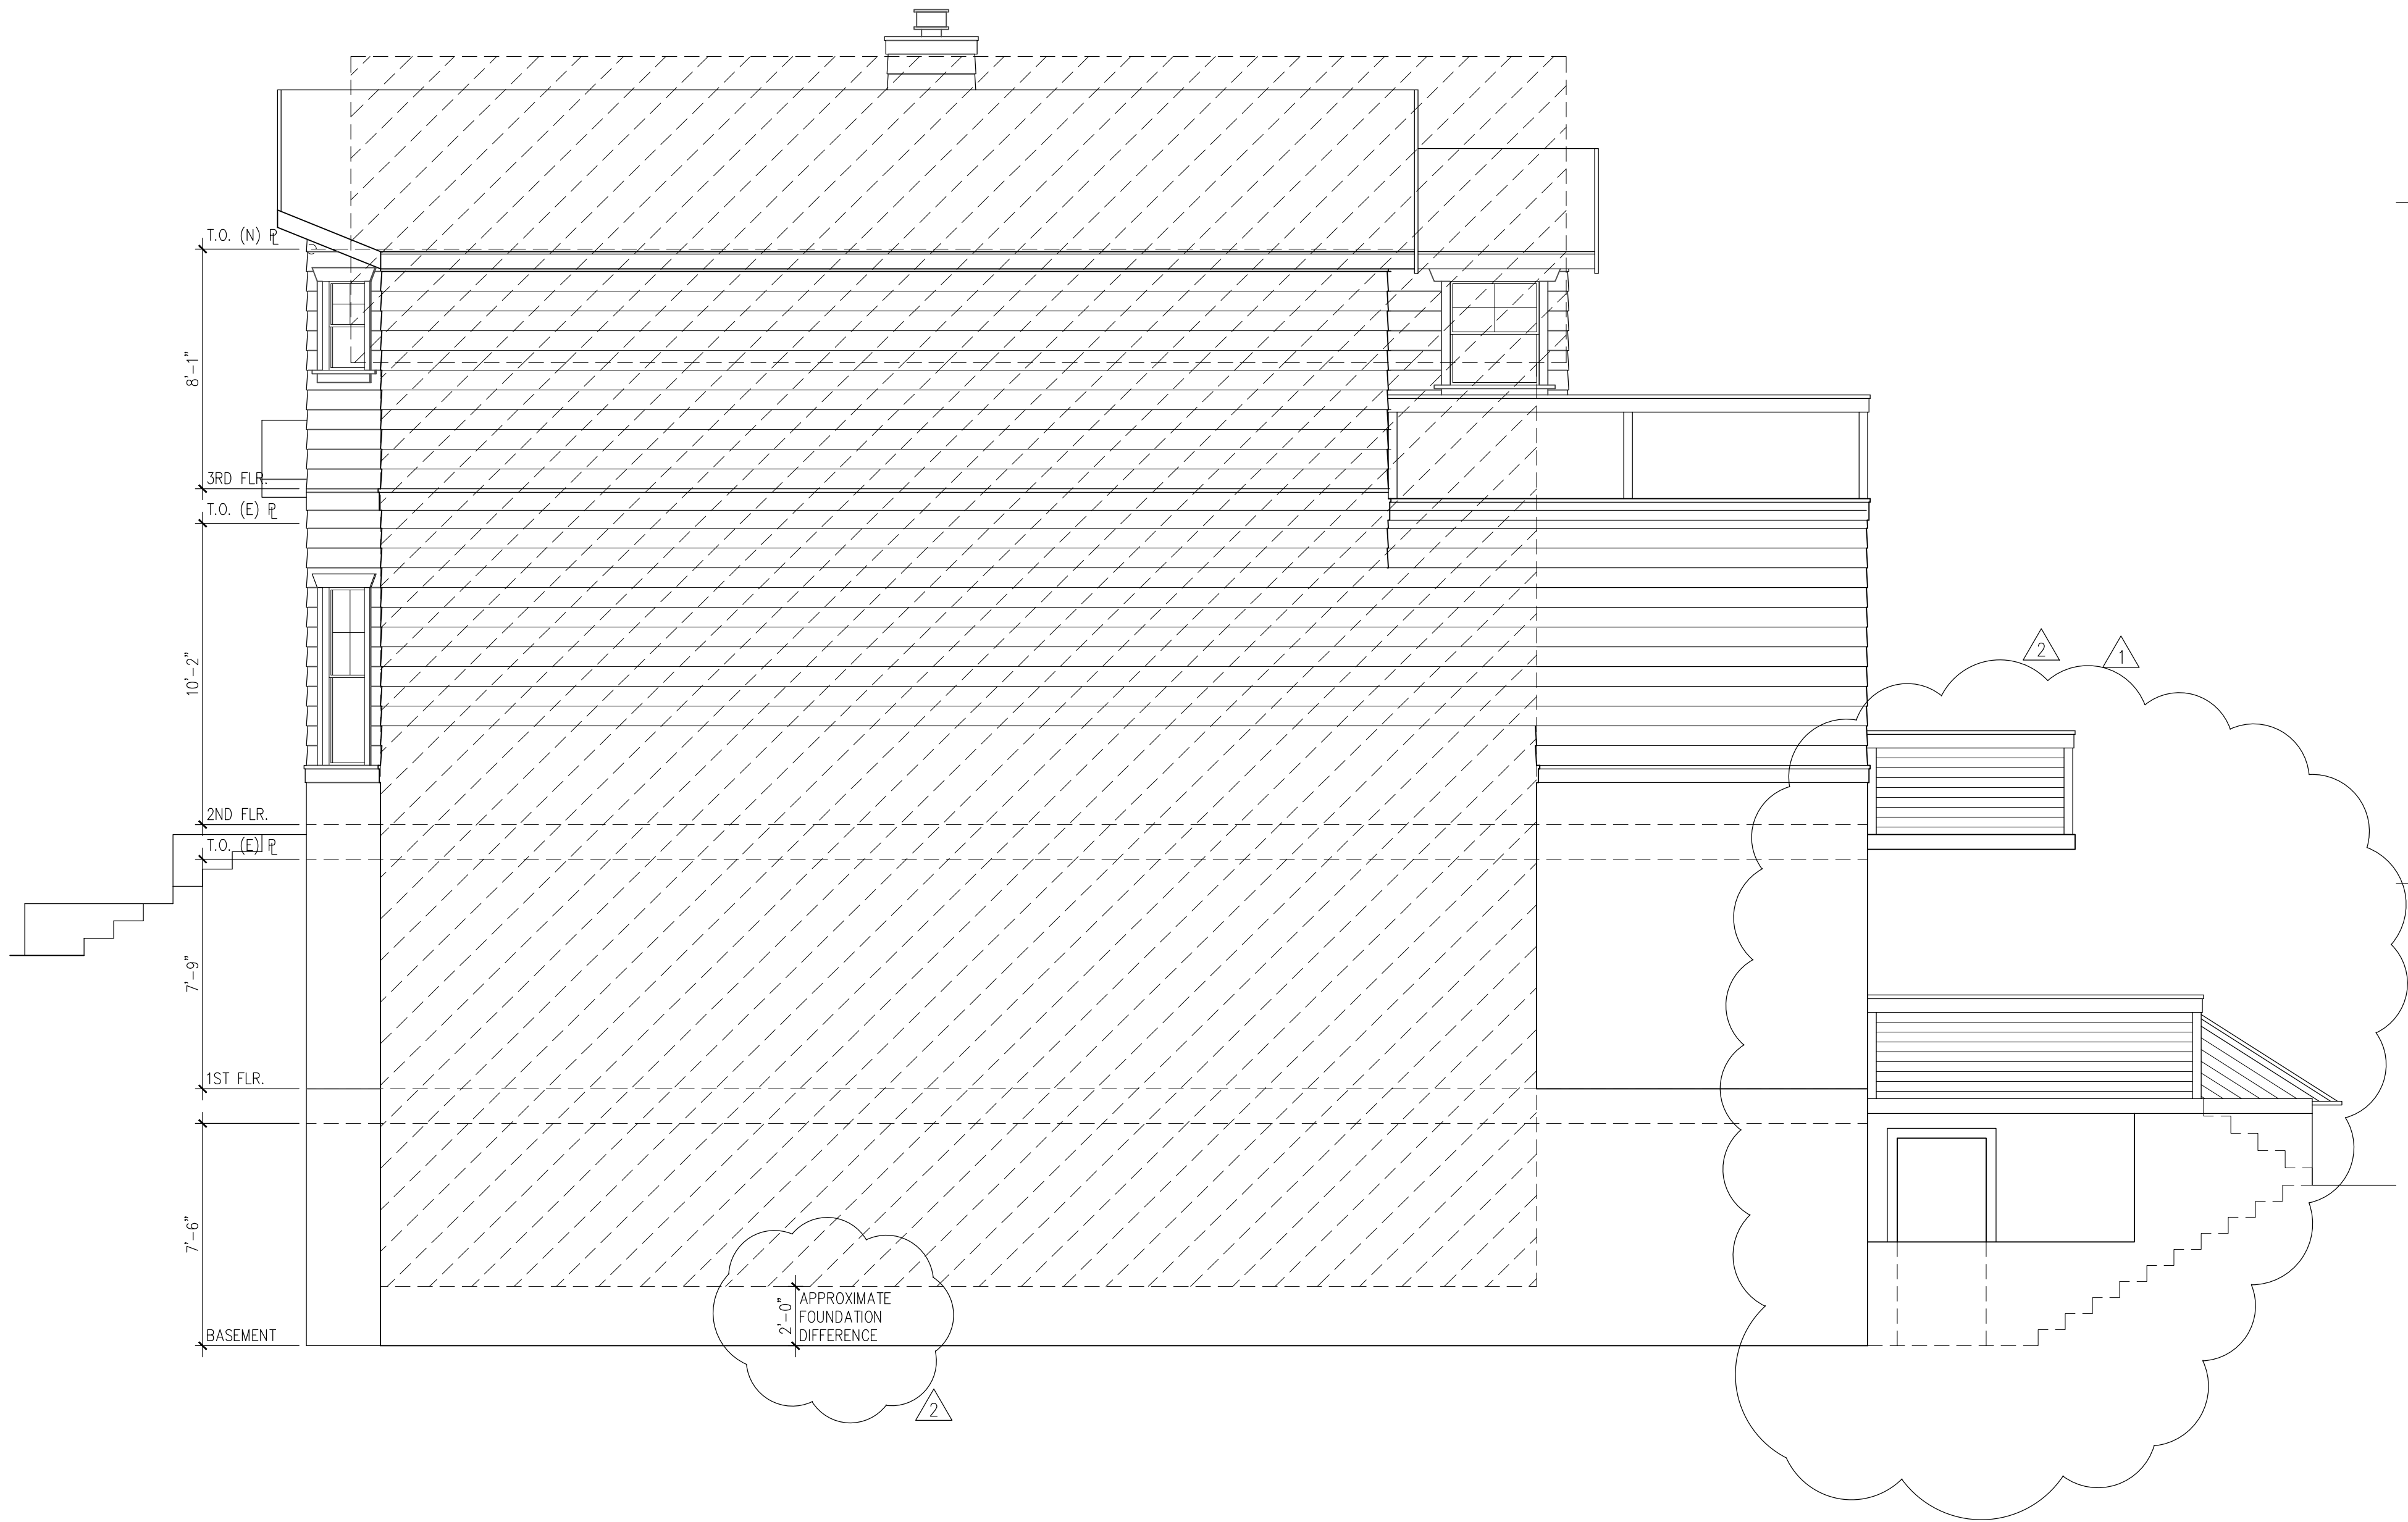 T.O. (N) PL
8'-1"
3RD FLR.
T.O. (E) PL
10'-2"
2ND FLR.
T.O. (E) PL
7'-9"
1ST FLR.
7'-6"
BASEMENT
2'-0"
APPROXIMATE
FOUNDATION
DIFFERENCE
2
2
1